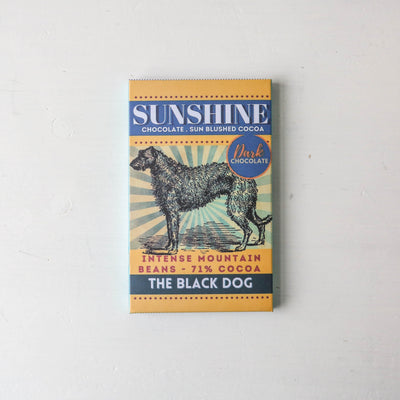 SUNSHINE
CHOCOLATE . SUN BLUSHED COCOA
Dark
CHOCOLATE
INTENSE MOUNTAIN
BEANS - 71% COCOA
THE BLACK DOG